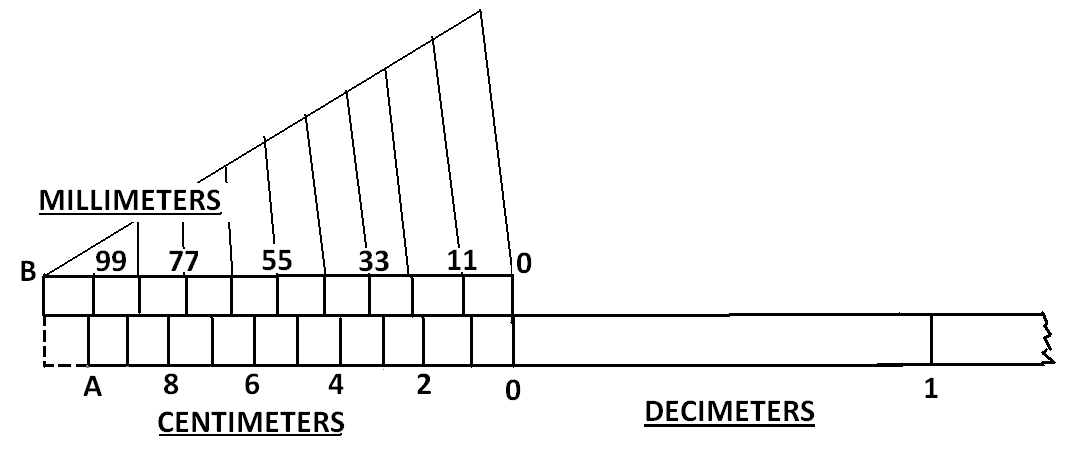 MILLIMETERS
B 99 77 55 33 11 0
A 8 6 4 2 0 1
CENTIMETERS DECIMETERS